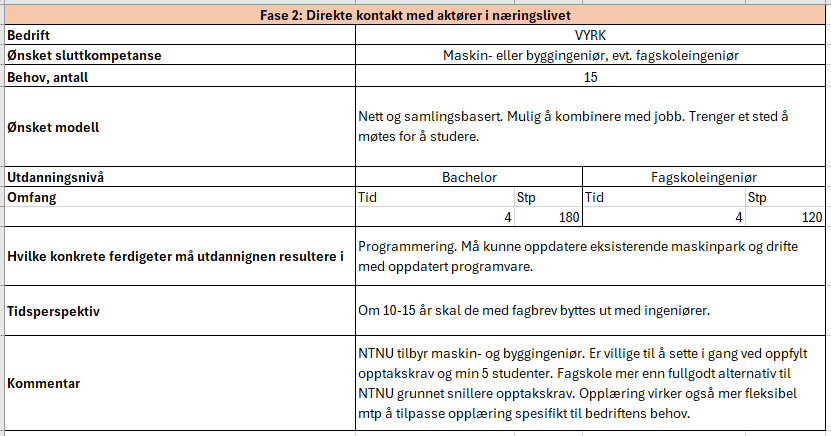 Fase 2: Direkte kontakt med aktører i næringslivet
Bedrift VYRK
Ønsket sluttkompetanse Maskin- eller byggingeniør, evt. fagskoleingeniør
Behov, antall 15
Ønsket modell
Nett og samlingsbasert. Mulig å kombinere med jobb. Trenger et sted å
møtes for å studere.
Utdanningsnivå Bachelor Fagskoleingeniør
Omfang Tid Stp Tid Stp
4 180 4 120
Hvilke konkrete ferdigeter må utdannignen resultere i
Programmering. Må kunne oppdatere eksisterende maskinpark og drifte
med oppdatert programvare.
Tidsperspektiv Om 10-15 år skal de med fagbrev byttes ut med ingeniører.
Kommentar
NTNU tilbyr maskin- og byggingeniør. Er villige til å sette i gang ved oppfylt
opptakskrav og min 5 studenter. Fagskole mer enn fullgodt alternativ til
NTNU grunnet snillere opptakskrav. Opplæring virker også mer fleksibel
mtp å tilpasse opplæring spesifikt til bedriftens behov.